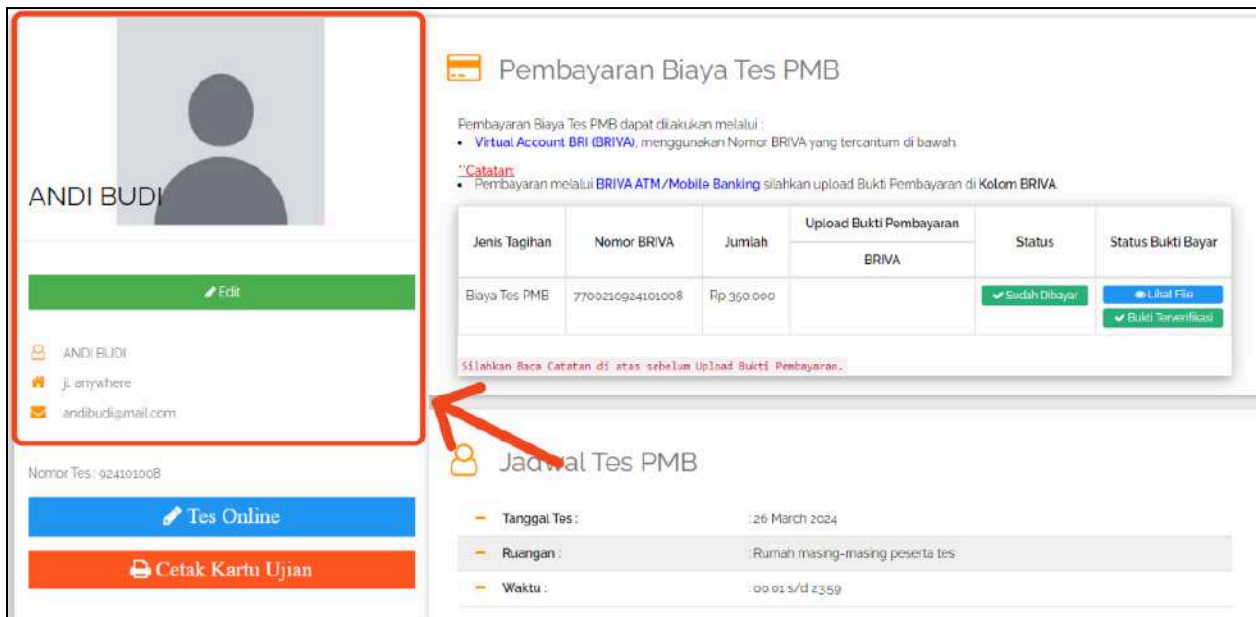 ANDI BUDI
Edit
ANDI BUDI
jl. anywhere
andibudi@mail.com
Nomor Tes : 924101008
Tes Online
Cetak Kartu Ujian
Pembayaran Biaya Tes PMB
Pembayaran Biaya Tes PMB dapat dilakukan melalui :
• Virtual Account BRI (BRIVA), menggunakan Nomor BRIVA yang tercantum di bawah
**Catatan:
• Pembayaran melalui BRIVA ATM/Mobile Banking silahkan upload Bukti Pembayaran di Kolom BRIVA.
Jenis Tagihan Nomor BRIVA Jumlah Upload Bukti Pembayaran Status Status Bukti Bayar
BRIVA
Biaya Tes PMB 7700210924101008 Rp 350.000 Sudah Dibayar Lihat File
Bukti Terverifikasi
Silahkan Baca Catatan di atas sebelum Upload Bukti Pembayaran.
Jadwal Tes PMB
Tanggal Tes : : 26 March 2024
Ruangan : : Rumah masing-masing peserta tes
Waktu : : 00.01 s/d 23.59